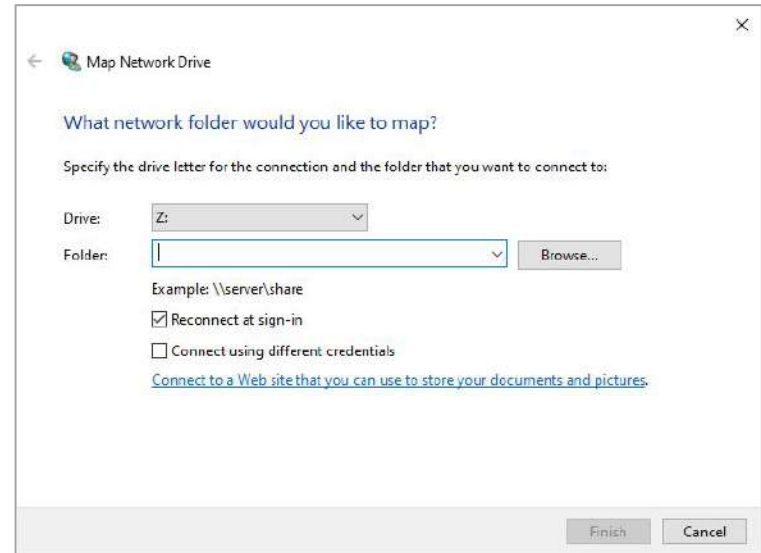 Map Network Drive
What network folder would you like to map?
Specify the drive letter for the connection and the folder that you want to connect to:
Drive: Z:
Folder: Browse...
Example: \\server\share
Reconnect at sign-in
Connect using different credentials
Connect to a Web site that you can use to store your documents and pictures.
Finish Cancel